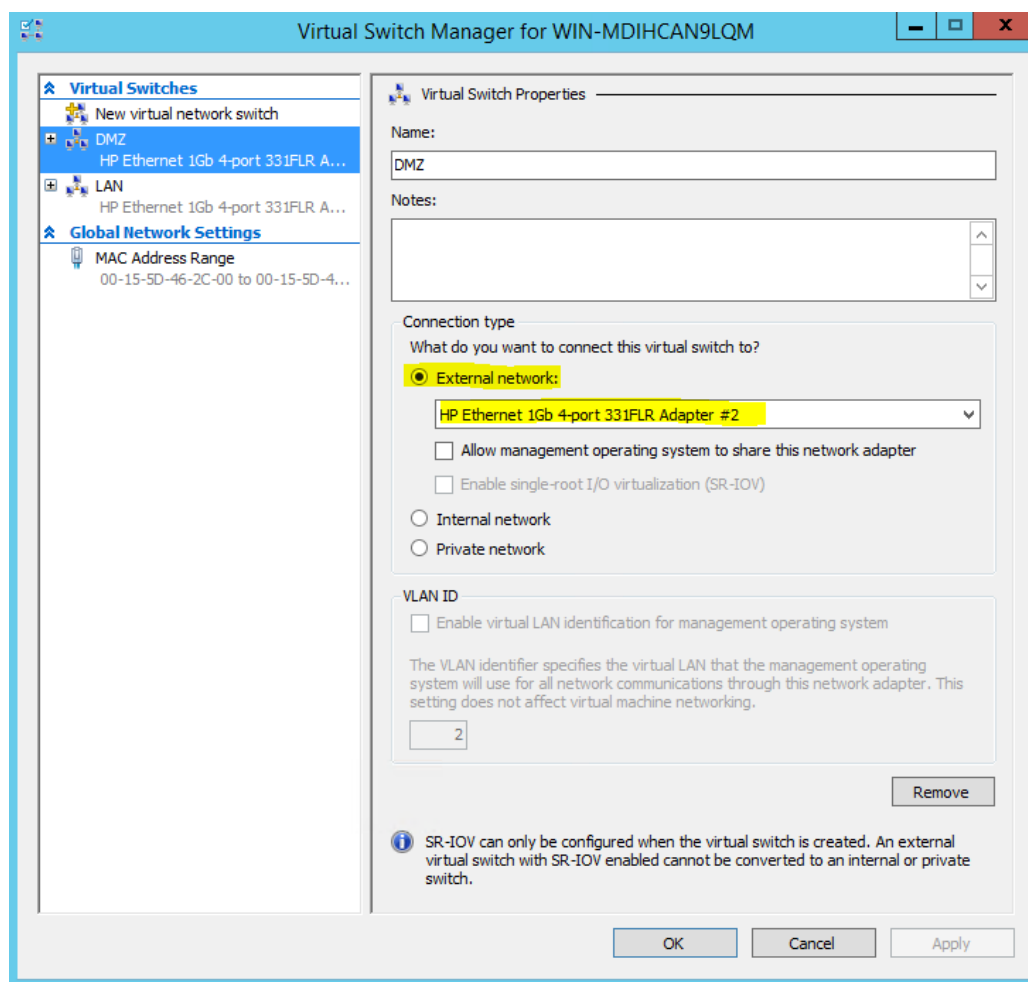 Virtual Switch Manager for WIN-MDIHCAN9LQM
Virtual Switches
New virtual network switch
DMZ
HP Ethernet 1Gb 4-port 331FLR A...
LAN
HP Ethernet 1Gb 4-port 331FLR A...
Global Network Settings
MAC Address Range
00-15-5D-46-2C-00 to 00-15-5D-4...
Virtual Switch Properties
Name:
DMZ
Notes:
Connection type
What do you want to connect this virtual switch to?
External network:
HP Ethernet 1Gb 4-port 331FLR Adapter #2
Allow management operating system to share this network adapter
Enable single-root I/O virtualization (SR-IOV)
Internal network
Private network
VLAN ID
Enable virtual LAN identification for management operating system
The VLAN identifier specifies the virtual LAN that the management operating
system will use for all network communications through this network adapter. This
setting does not affect virtual machine networking.
2
Remove
SR-IOV can only be configured when the virtual switch is created. An external
virtual switch with SR-IOV enabled cannot be converted to an internal or private
switch.
OK
Cancel
Apply